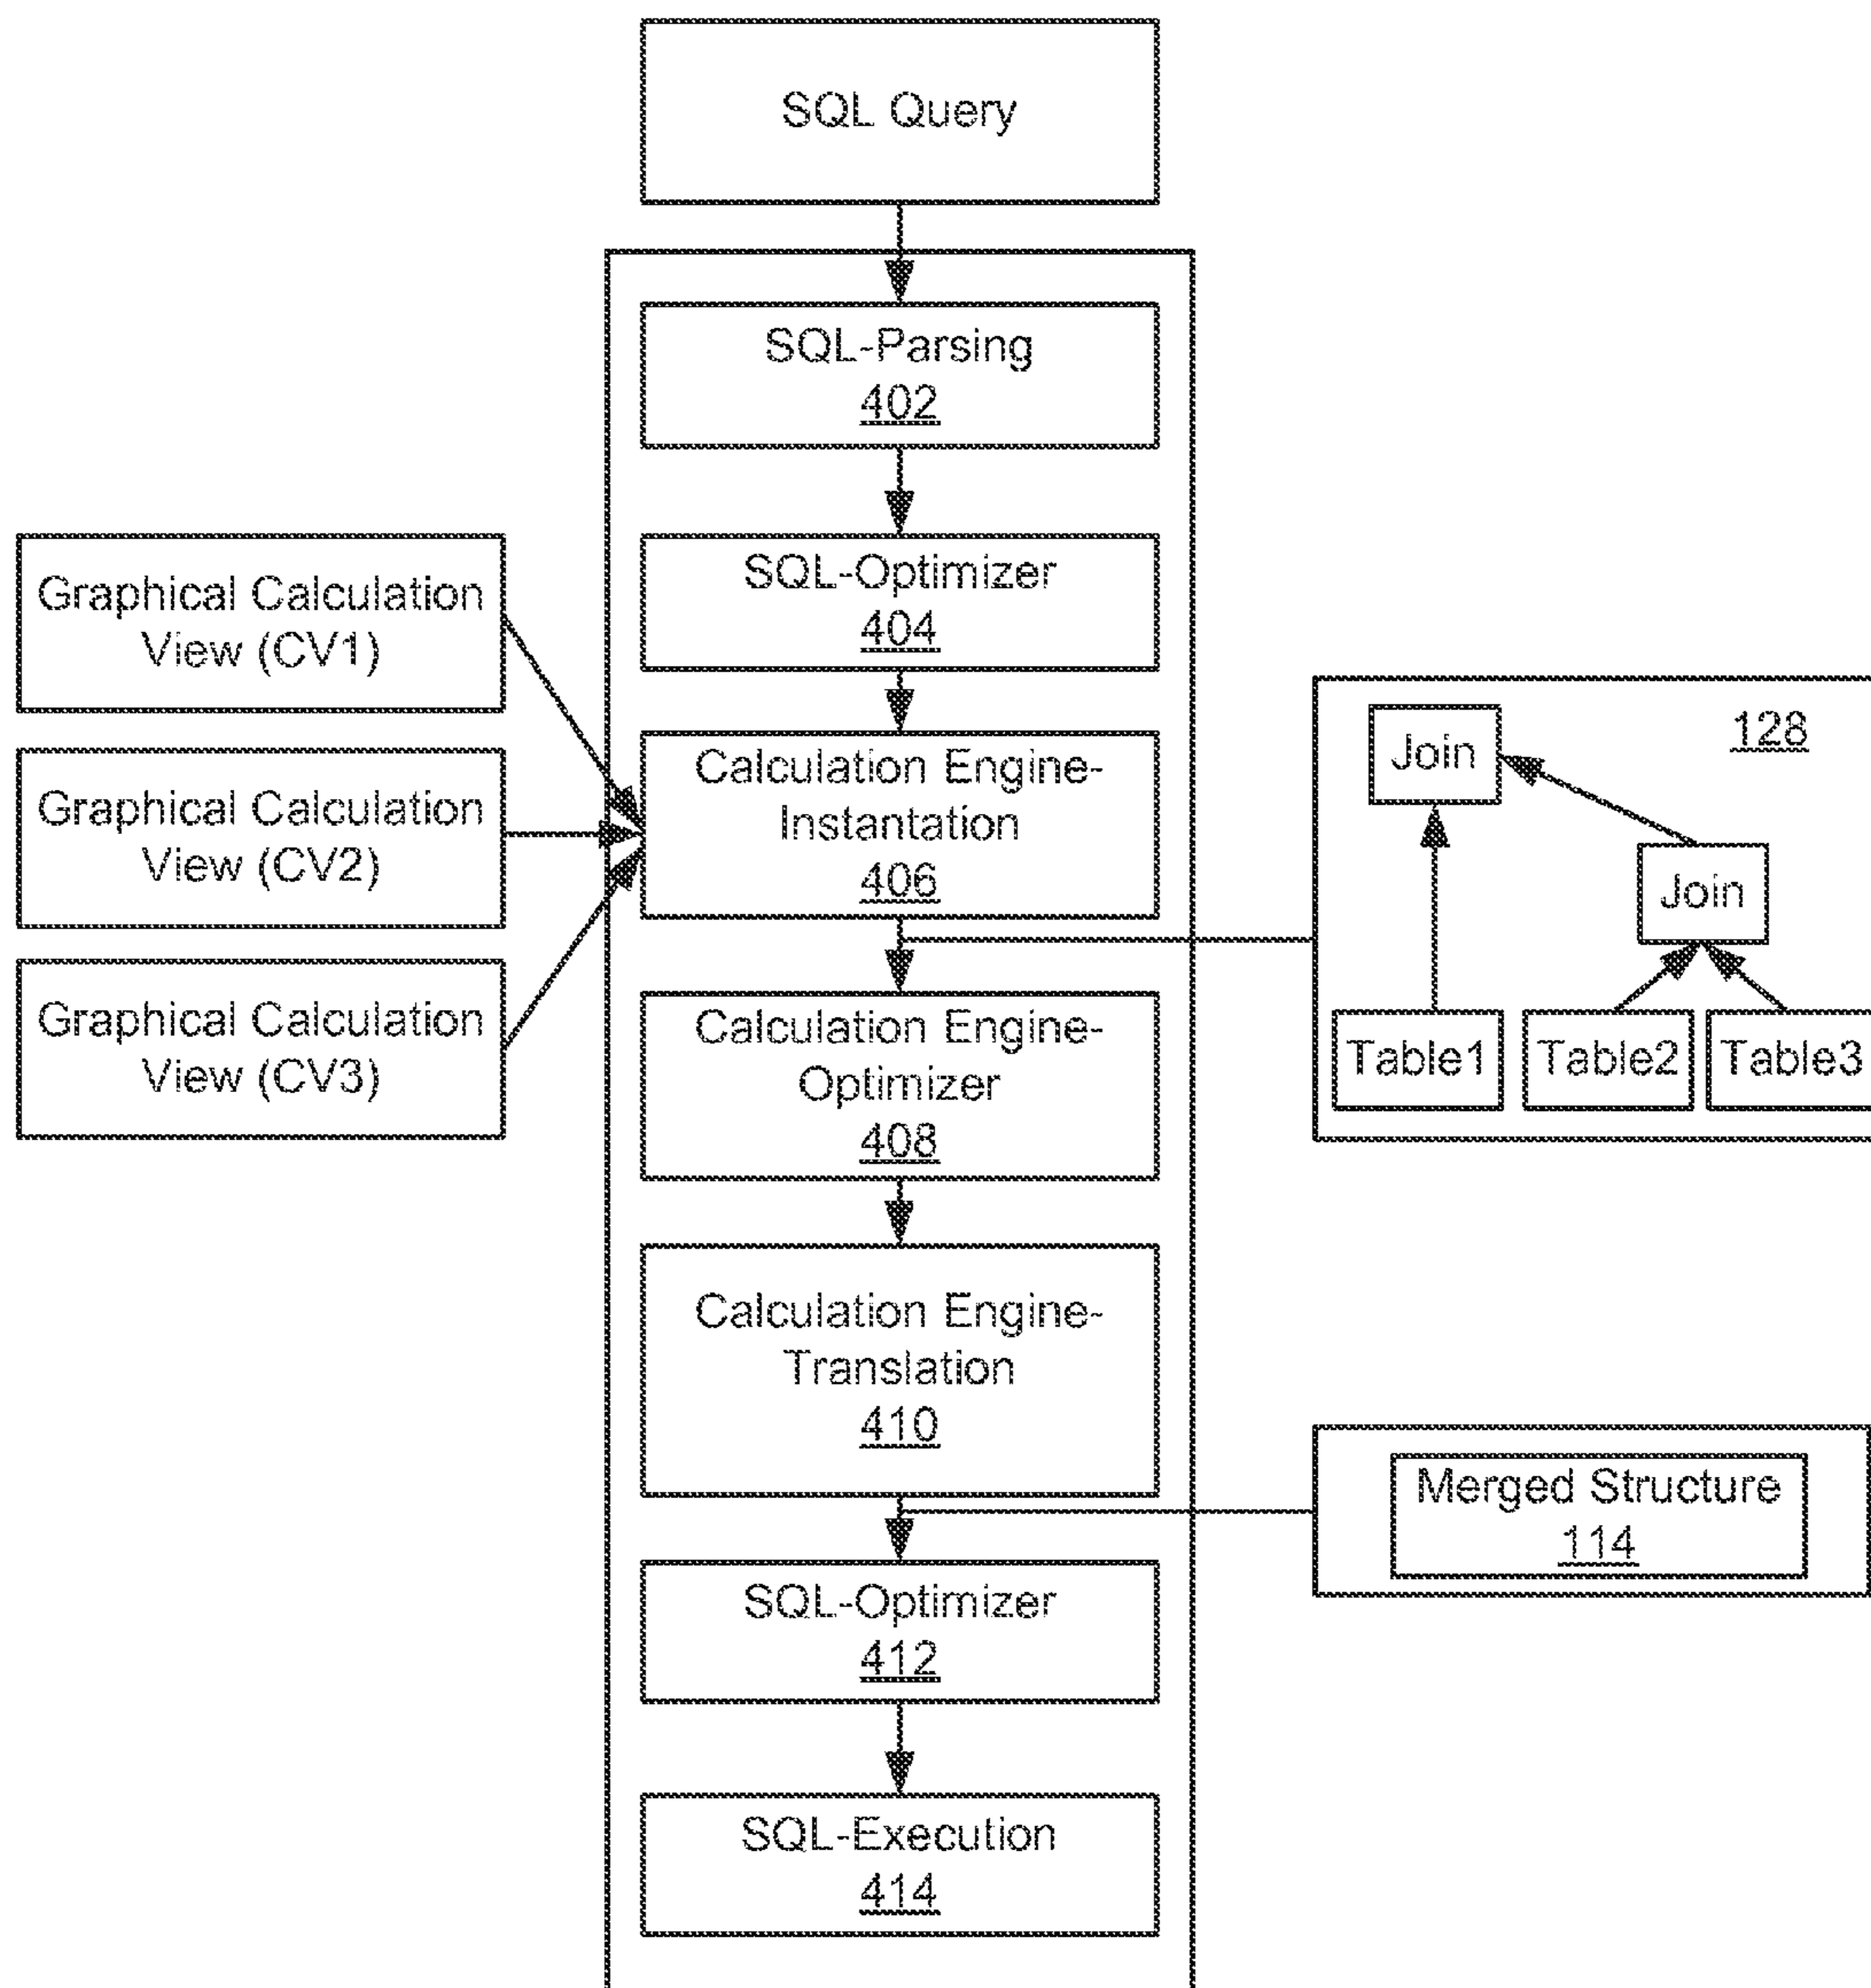 SQL Query
SQL-Parsing
402
SQL-Optimizer
404
Graphical Calculation
View (CV1)
Graphical Calculation
View (CV2)
Graphical Calculation
View (CV3)
Calculation Engine-
Instantation
406
128
Join
Join
Table1
Table2
Table3
Calculation Engine-
Optimizer
408
Calculation Engine-
Translation
410
Merged Structure
114
SQL-Optimizer
412
SQL-Execution
414